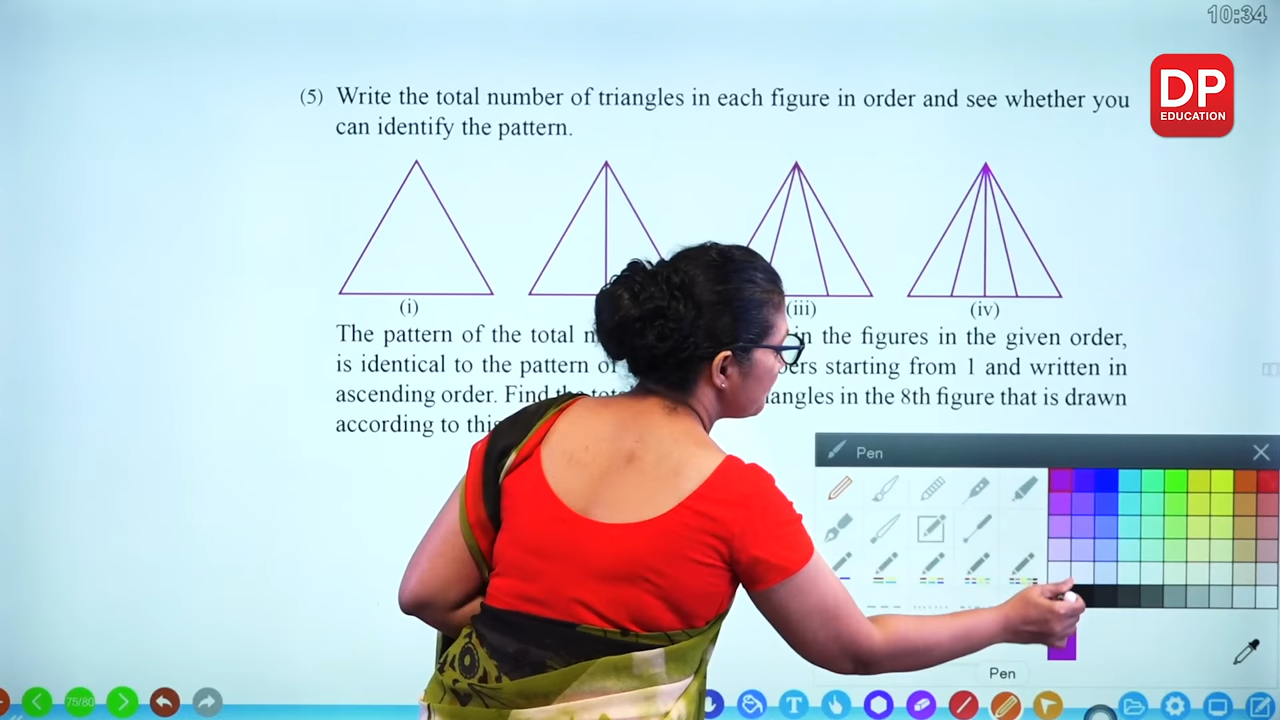 10:34
DP
EDUCATION
(5) Write the total number of triangles in each figure in order and see whether you
can identify the pattern.
(i) (iii) (iv)
The pattern of the total in the figures in the given order,
is identical to the pattern of starting from 1 and written in
ascending order. Find the in the 8th figure that is drawn
according to
Pen
Pen
75/80
T